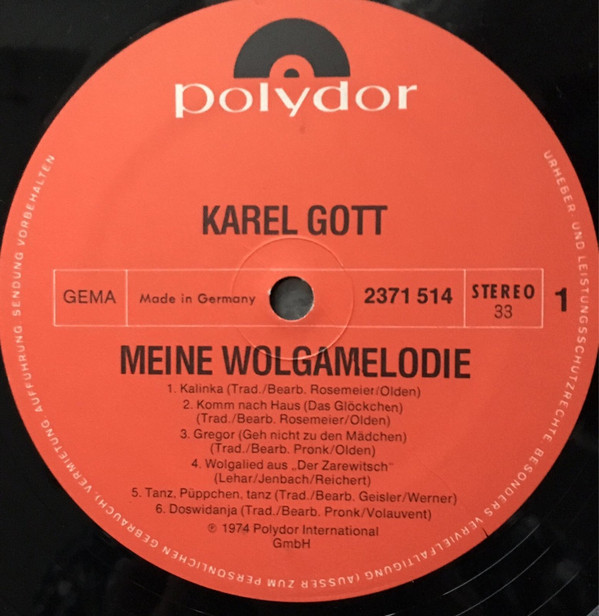 polydor
KAREL GOTT
GEMA
Made in Germany
2371 514
STEREO
33
1
MEINE WOLGAMELODIE
1. Kalinka (Trad./Bearb. Rosemeier/Olden)
2. Komm nach Haus (Das Glöckchen)
(Trad./Bearb. Rosemeier/Olden)
3. Gregor (Geh nicht zu den Mädchen)
(Trad./Bearb. Pronk/Olden)
4. Wolgalied aus „Der Zarewitsch"
(Lehar/Jenbach/Reichert)
5. Tanz, Püppchen, tanz (Trad./Bearb. Geisler/Werner)
6. Doswidanja (Trad./Bearb. Pronk/Volauvent)
℗ 1974 Polydor International
GmbH
URHEBER- UND LEISTUNGSSCHUTZRECHTE, BESONDERS VERVIELFÄLTIGUNG (AUSSER ZUM PERSÖNLICHEN GEBRAUCH), VERMIETUNG, AUFFÜHRUNG, SENDUNG VORBEHALTEN